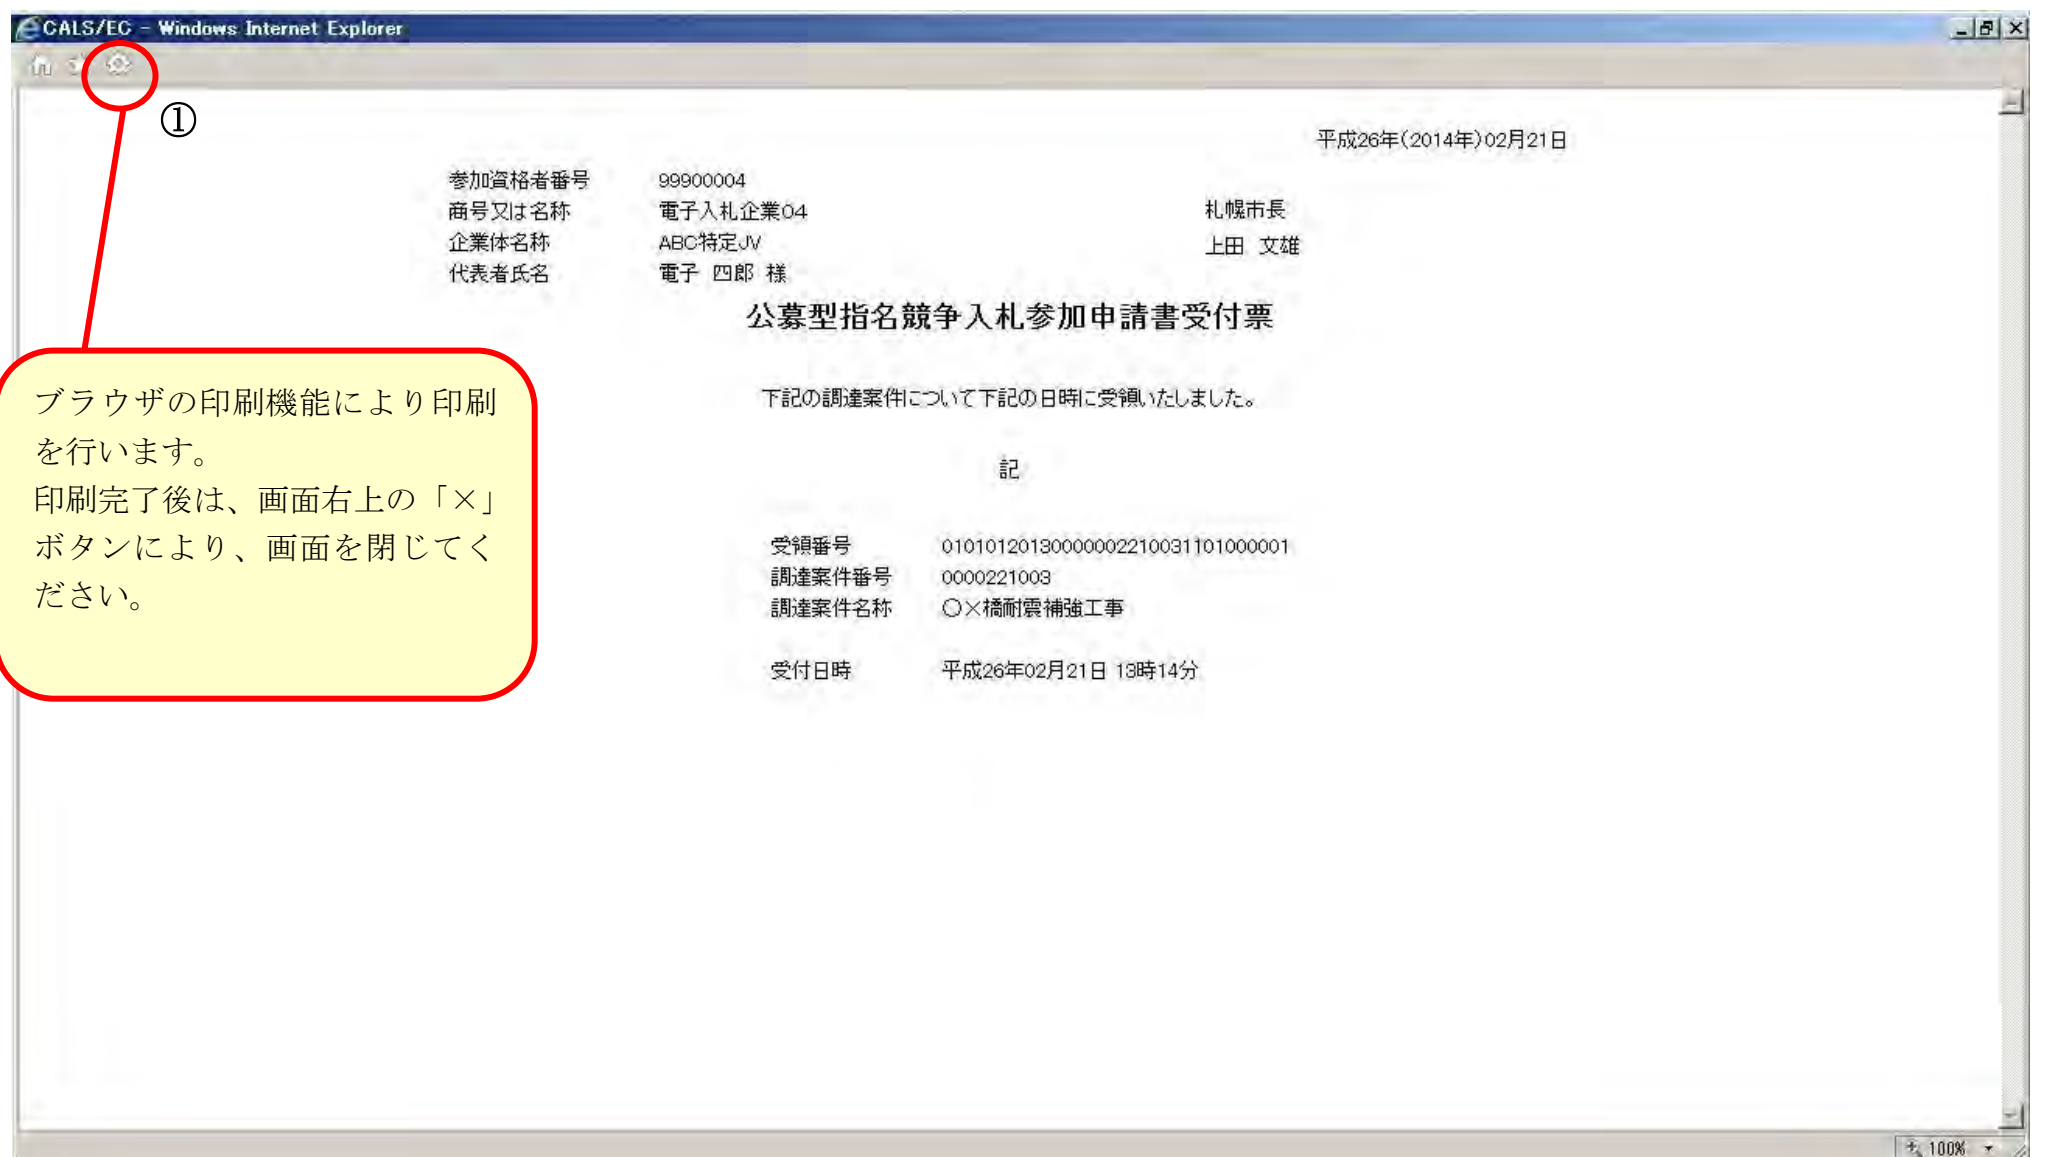 CALS/EC - Windows Internet Explorer
①
平成26年(2014年)02月21日
参加資格者番号 99900004
商号又は名称 電子入札企業04 札幌市長
企業体名称 ABC特定JV 上田 文雄
代表者氏名 電子 四郎 様
公募型指名競争入札参加申請書受付票
下記の調達案件について下記の日時に受領いたしました。
記
受領番号 01010120130000002210031101000001
調達案件番号 0000221003
調達案件名称 ○×橋耐震補強工事
受付日時 平成26年02月21日 13時14分
ブラウザの印刷機能により印刷
を行います。
印刷完了後は、画面右上の「×」
ボタンにより、画面を閉じてく
ださい。
100%